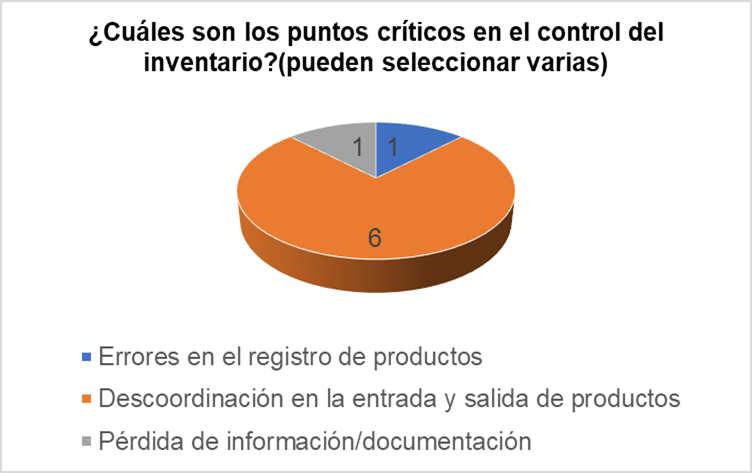 ¿Cuáles son los puntos críticos en el control del
inventario?(pueden seleccionar varias)
1
1
6
Errores en el registro de productos
Descoordinación en la entrada y salida de productos
Pérdida de información/documentación